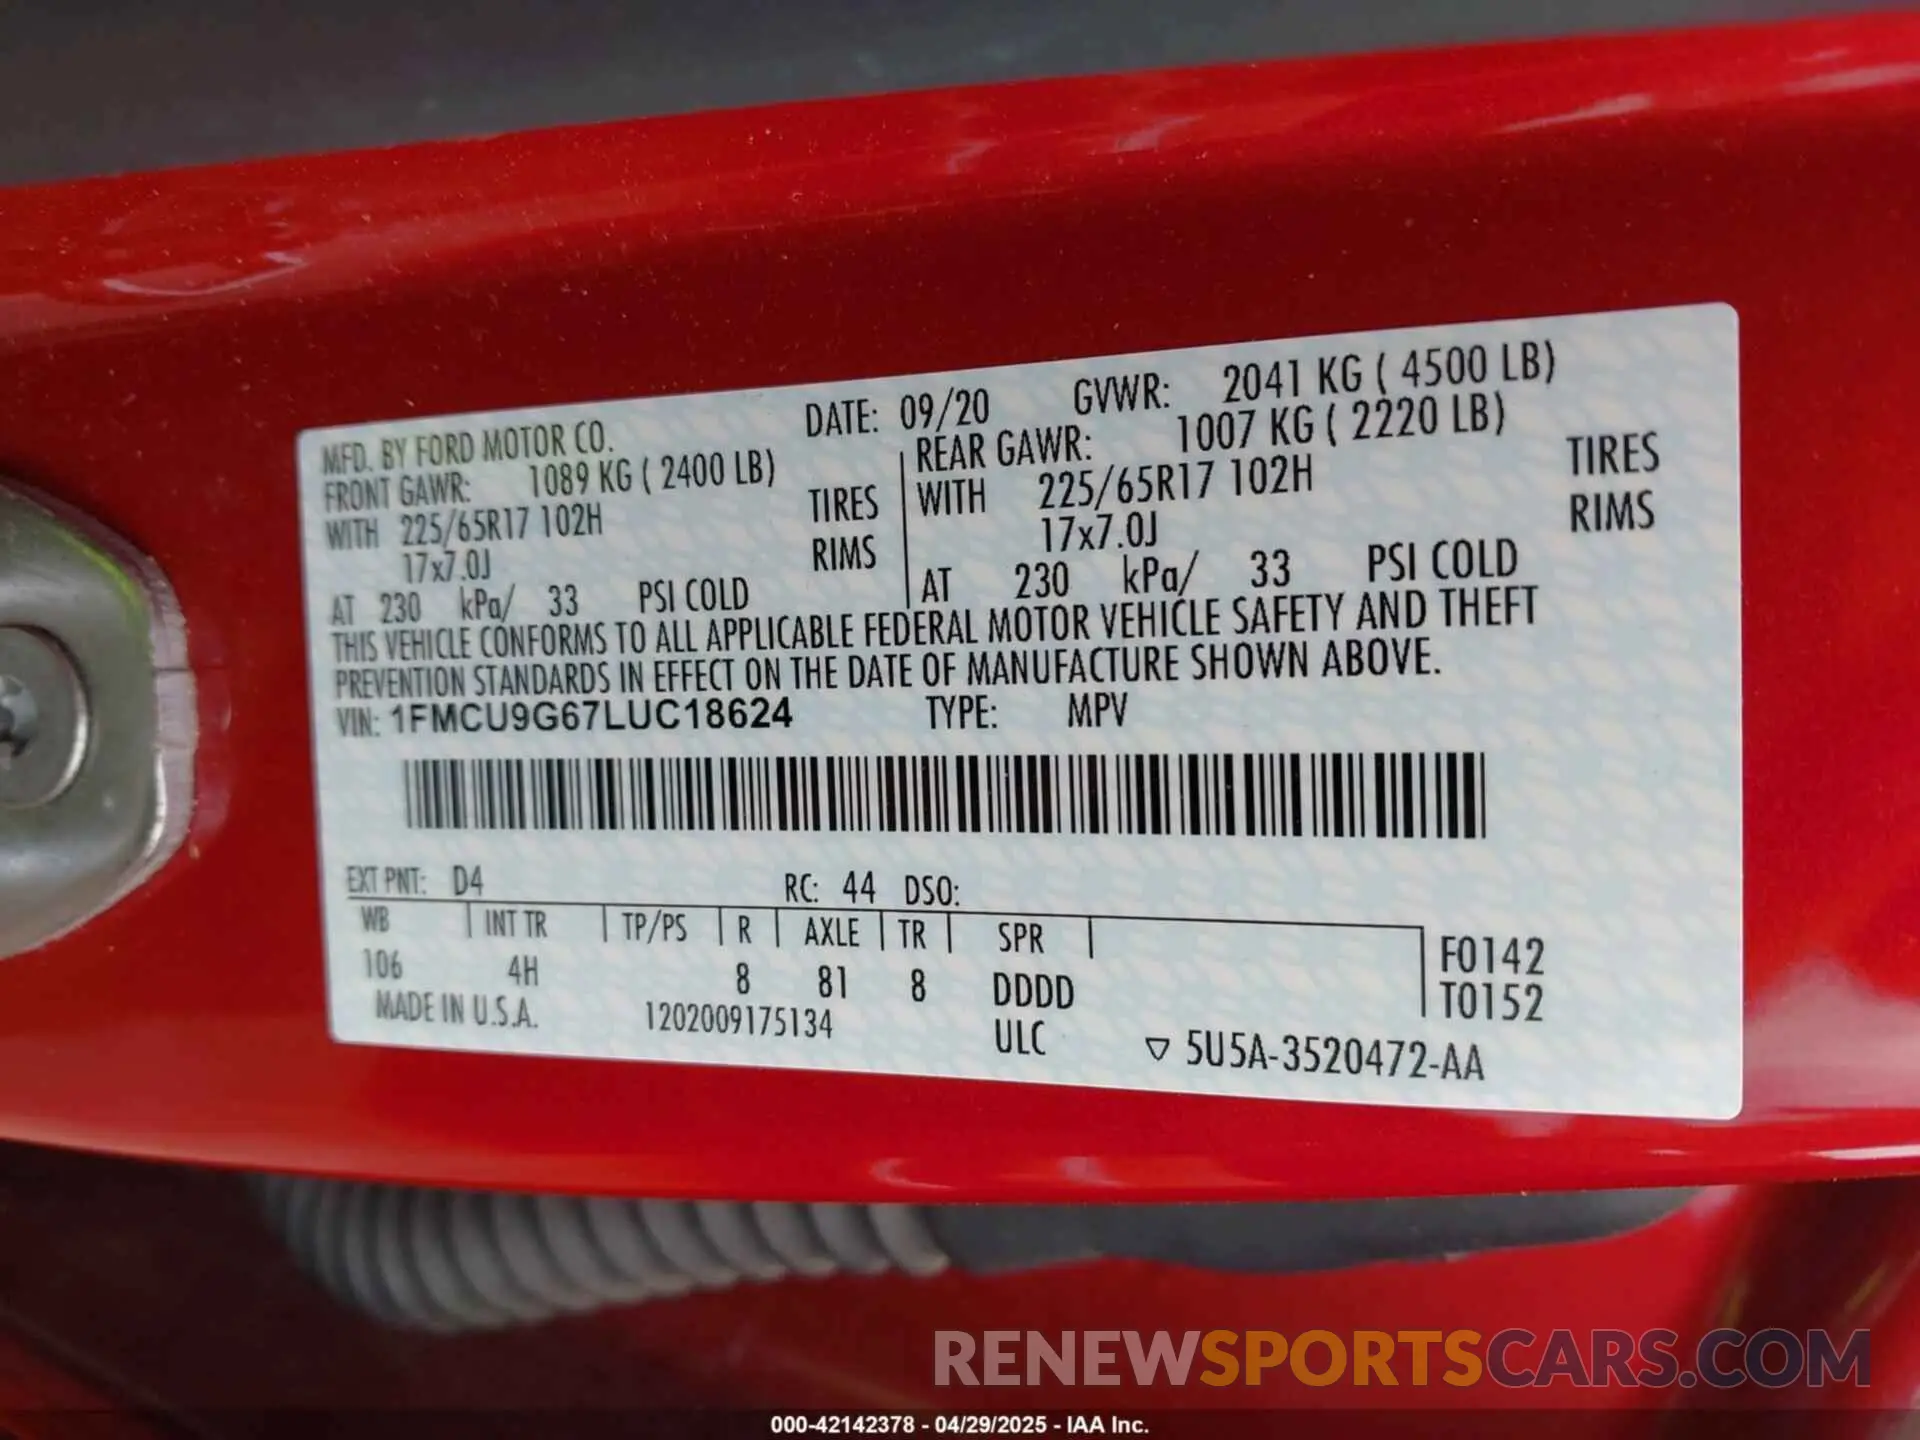 MFD. BY FORD MOTOR CO. DATE: 09/20 GVWR: 2041 KG ( 4500 LB)
FRONT GAWR: 1089 KG ( 2400 LB) REAR GAWR: 1007 KG ( 2220 LB)
WITH 225/65R17 102H TIRES WITH 225/65R17 102H TIRES
17x7.0J RIMS 17x7.0J RIMS
AT 230 kPa/ 33 PSI COLD AT 230 kPa/ 33 PSI COLD
THIS VEHICLE CONFORMS TO ALL APPLICABLE FEDERAL MOTOR VEHICLE SAFETY AND THEFT
PREVENTION STANDARDS IN EFFECT ON THE DATE OF MANUFACTURE SHOWN ABOVE.
VIN: 1FMCU9G67LUC18624 TYPE: MPV
EXT PNT: D4 RC: 44 DSO:
WB INT TR TP/PS R AXLE TR SPR F0142
106 4H 8 81 8 DDDD T0152
MADE IN U.S.A. 1202009175134 ULC ▽ 5U5A-3520472-AA
RENEWSPORTSCARS.COM
000-42142378 - 04/29/2025 - IAA Inc.